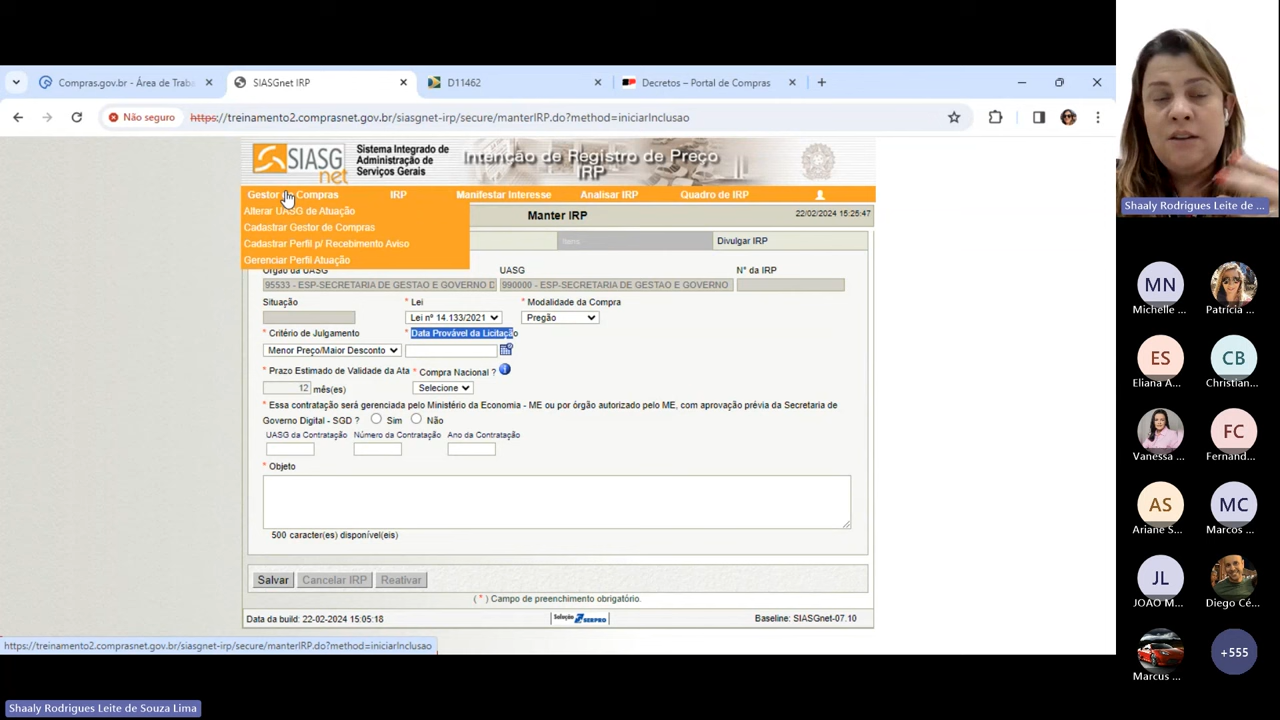 Compras.gov.br - Área de Traba
SIASGnet IRP
D11462
Decretos – Portal de Compras
Não seguro
https://treinamento2.comprasnet.gov.br/siasgnet-irp/secure/manterIRP.do?method=iniciarInclusao
SIASG net
Sistema Integrado de
Administração de
Serviços Gerais
Intenção de Registro de Preço
IRP
Gestor Compras IRP Manifestar Interesse Analisar IRP Quadro de IRP
Alterar UASG de Atuação
Cadastrar Gestor de Compras
Cadastrar Perfil p/ Recebimento Aviso
Gerenciar Perfil Atuação
Manter IRP
22/02/2024 15:25:47
Itens
Divulgar IRP
Órgão da UASG UASG N° da IRP
95533 - ESP-SECRETARIA DE GESTAO E GOVERNO D 990000 - ESP-SECRETARIA DE GESTAO E GOVERNO
Situação * Lei * Modalidade da Compra
Lei nº 14.133/2021 Pregão
* Critério de Julgamento * Data Provável da Licitação
Menor Preço/Maior Desconto
* Prazo Estimado de Validade da Ata * Compra Nacional ?
12 mês(es) Selecione
* Essa contratação será gerenciada pelo Ministério da Economia - ME ou por órgão autorizado pelo ME, com aprovação prévia da Secretaria de
Governo Digital - SGD ? Sim Não
UASG da Contratação Número da Contratação Ano da Contratação
* Objeto
500 caracter(es) disponível(eis)
Salvar Cancelar IRP Reativar
( * ) Campo de preenchimento obrigatório.
Data da build: 22-02-2024 15:05:18
Solução SERPRO
Baseline: SIASGnet-07.10
https://treinamento2.comprasnet.gov.br/siasgnet-irp/secure/manterIRP.do?method=iniciarInclusao
Shaaly Rodrigues Leite de Souza Lima
Shaaly Rodrigues Leite de ...
MN
Michelle ... Patrícia ...
ES CB
Eliana A... Christian...
FC
Vanessa ... Fernand...
AS MC
Ariane S... Marcos ...
JL
JOAO M... Diego Cé...
+555
Marcus ...